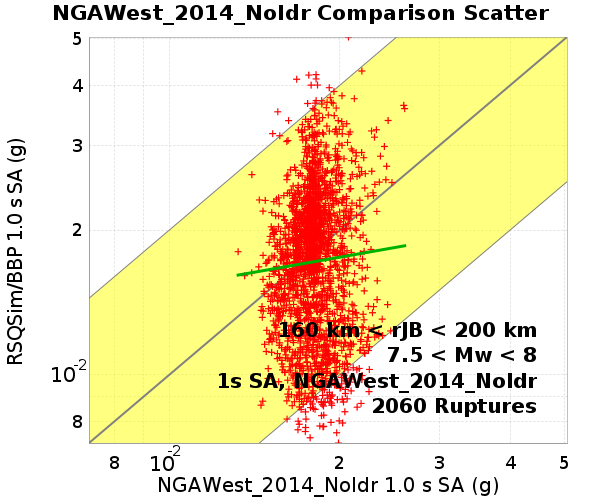 NGAWest_2014_NoIdr Comparison Scatter
RSQSim/BBP 1.0 s SA (g)
5
4
3
2
10-2
8
160 km < rJB < 200 km
7.5 < Mw < 8
1s SA, NGAWest_2014_NoIdr
2060 Ruptures
8 10-2 2 3 4 5
NGAWest_2014_NoIdr 1.0 s SA (g)